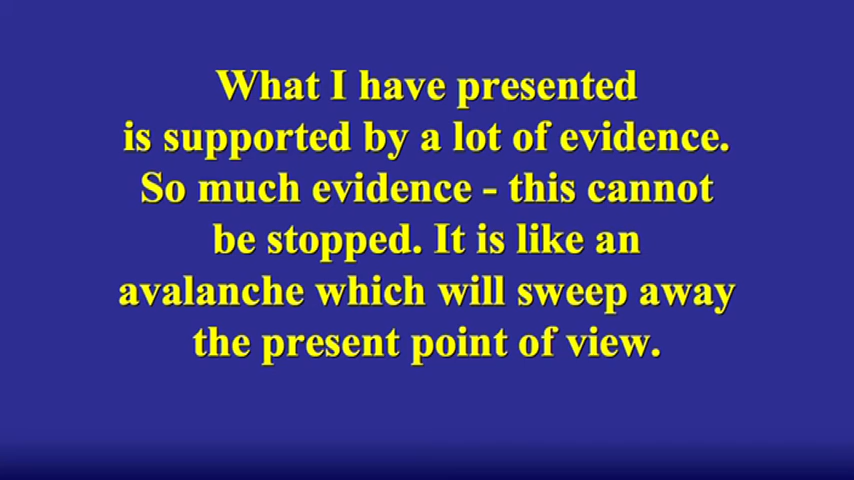 What I have presented
is supported by a lot of evidence.
So much evidence - this cannot
be stopped. It is like an
avalanche which will sweep away
the present point of view.